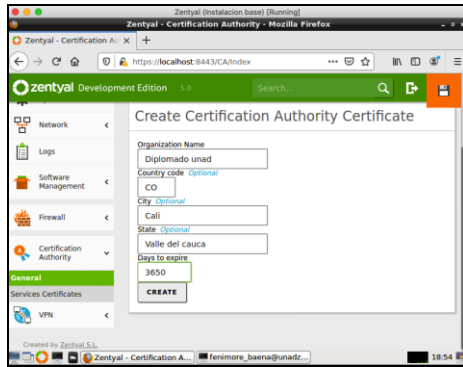 Zentyal (Instalacion base) [Running]
Zentyal - Certification Authority - Mozilla Firefox
Zentyal - Certification Au
https://localhost:8443/CA/Index
zentyal Development Edition 5.0
Search...
Network
Logs
Software
Management
Firewall
Certification
Authority
General
Services Certificates
VPN
Created by Zentyal S.L.
Create Certification Authority Certificate
Organization Name
Diplomado unad
Country code Optional
CO
City Optional
Cali
State Optional
Valle del cauca
Days to expire
3650
CREATE
Zentyal - Certification A...
fenimore_baena@unadz...
18:54